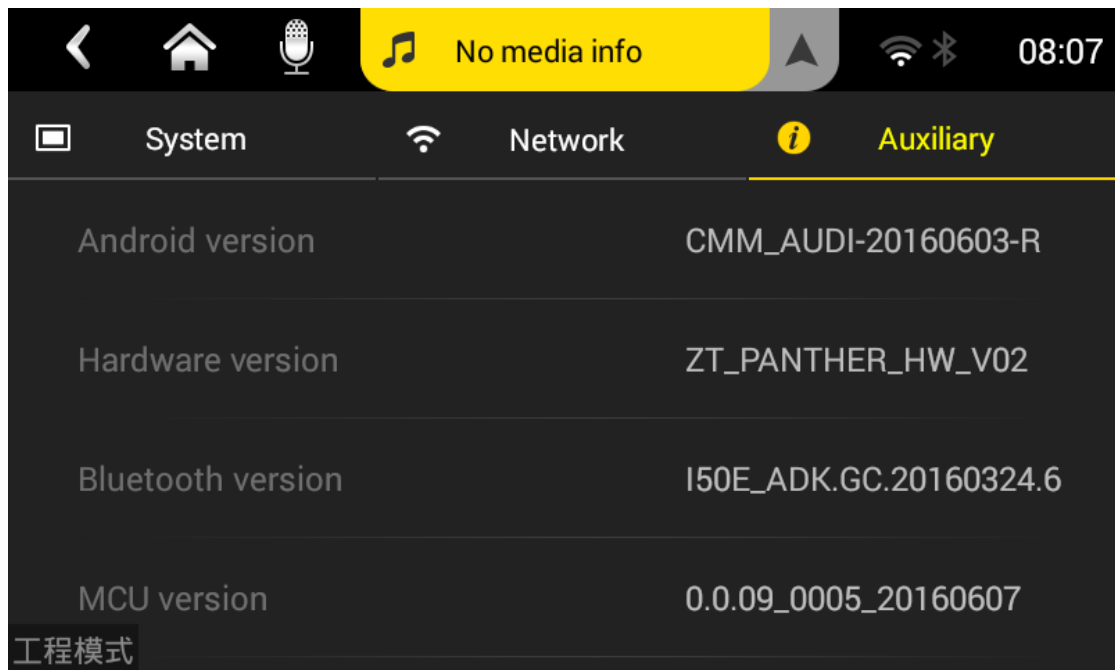 No media info 08:07
System Network Auxiliary
Android version CMM_AUDI-20160603-R
Hardware version ZT_PANTHER_HW_V02
Bluetooth version I50E_ADK.GC.20160324.6
MCU version 0.0.09_0005_20160607
工程模式